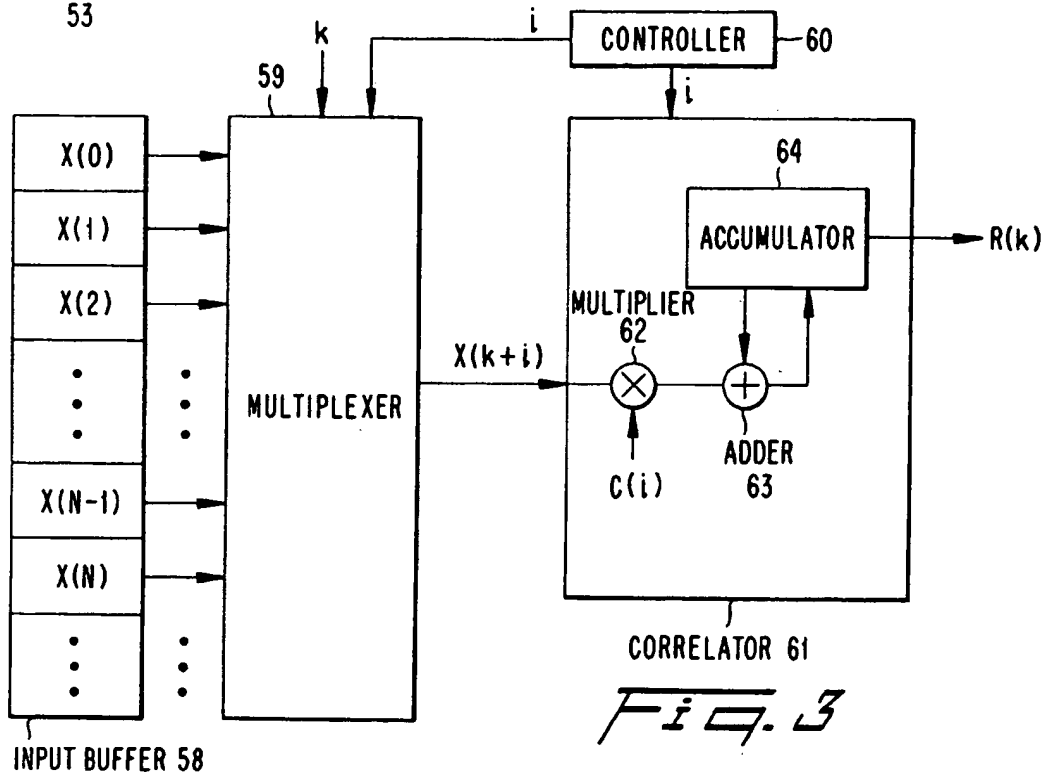 53
k
i
CONTROLLER
60
59
i
X(0)
X(1)
X(2)
X(N-1)
X(N)
MULTIPLEXER
X(k+i)
64
ACCUMULATOR
R(k)
MULTIPLIER
62
C(i)
ADDER
63
CORRELATOR 61
INPUT BUFFER 58
Fig. 3